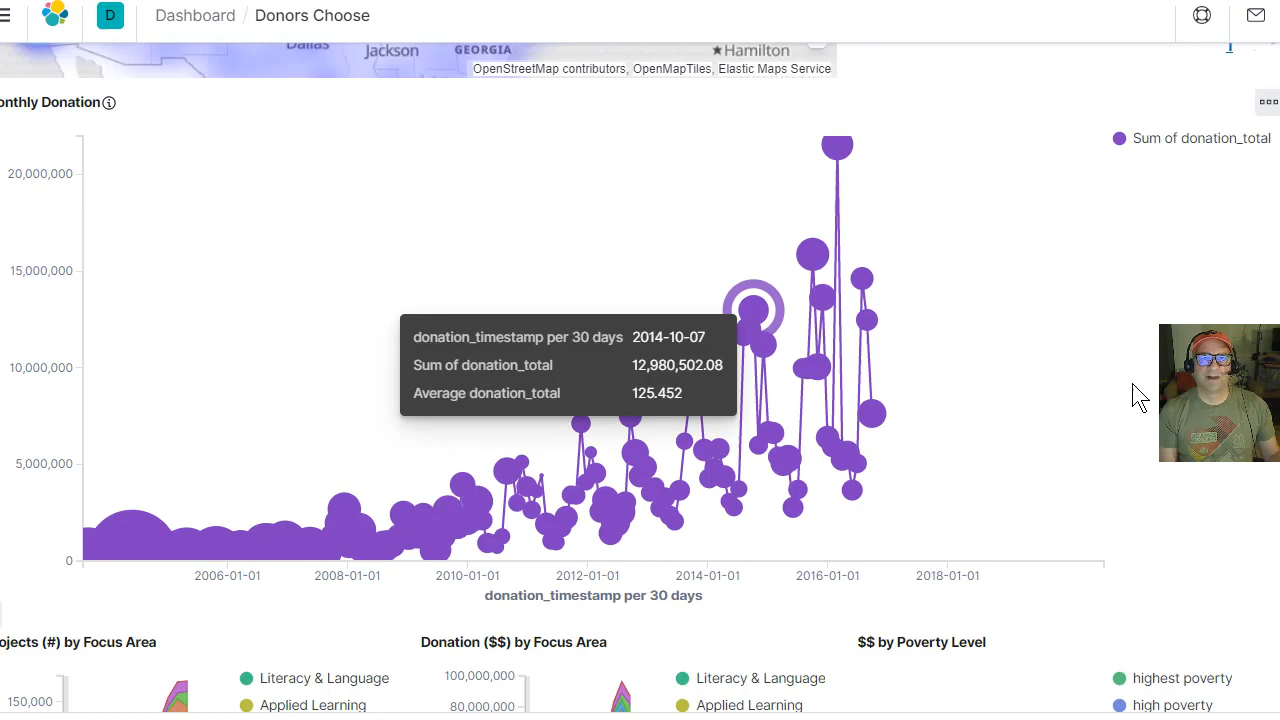 D Dashboard / Donors Choose
Dallas
Jackson
GEORGIA
Hamilton
OpenStreetMap contributors, OpenMapTiles, Elastic Maps Service
onthly Donation
Sum of donation_total
20,000,000
15,000,000
10,000,000
5,000,000
0
donation_timestamp per 30 days 2014-10-07
Sum of donation_total 12,980,502.08
Average donation_total 125.452
2006-01-01 2008-01-01 2010-01-01 2012-01-01 2014-01-01 2016-01-01 2018-01-01
donation_timestamp per 30 days
ojects (#) by Focus Area
150,000
Literacy & Language
Applied Learning
Donation ($$) by Focus Area
100,000,000
80,000,000
Literacy & Language
Applied Learning
$$ by Poverty Level
highest poverty
high poverty